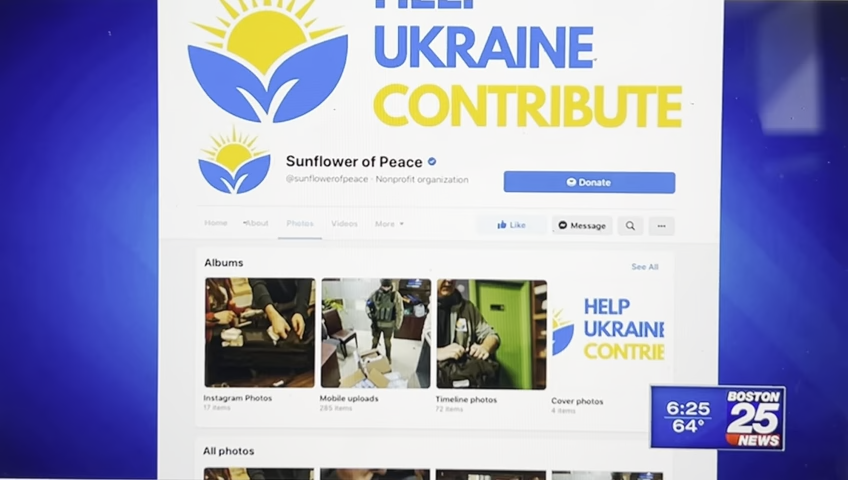 HELP
UKRAINE
CONTRIBUTE
Sunflower of Peace
@sunflowerofpeace · Nonprofit organization
Donate
Home
About
Photos
Videos
More
Like
Message
...
Albums
See All
HELP
UKRAINE
CONTRIE
Instagram Photos
17 items
Mobile uploads
285 items
Timeline photos
72 items
Cover photos
4 items
All photos
6:25
64°
BOSTON
25
NEWS